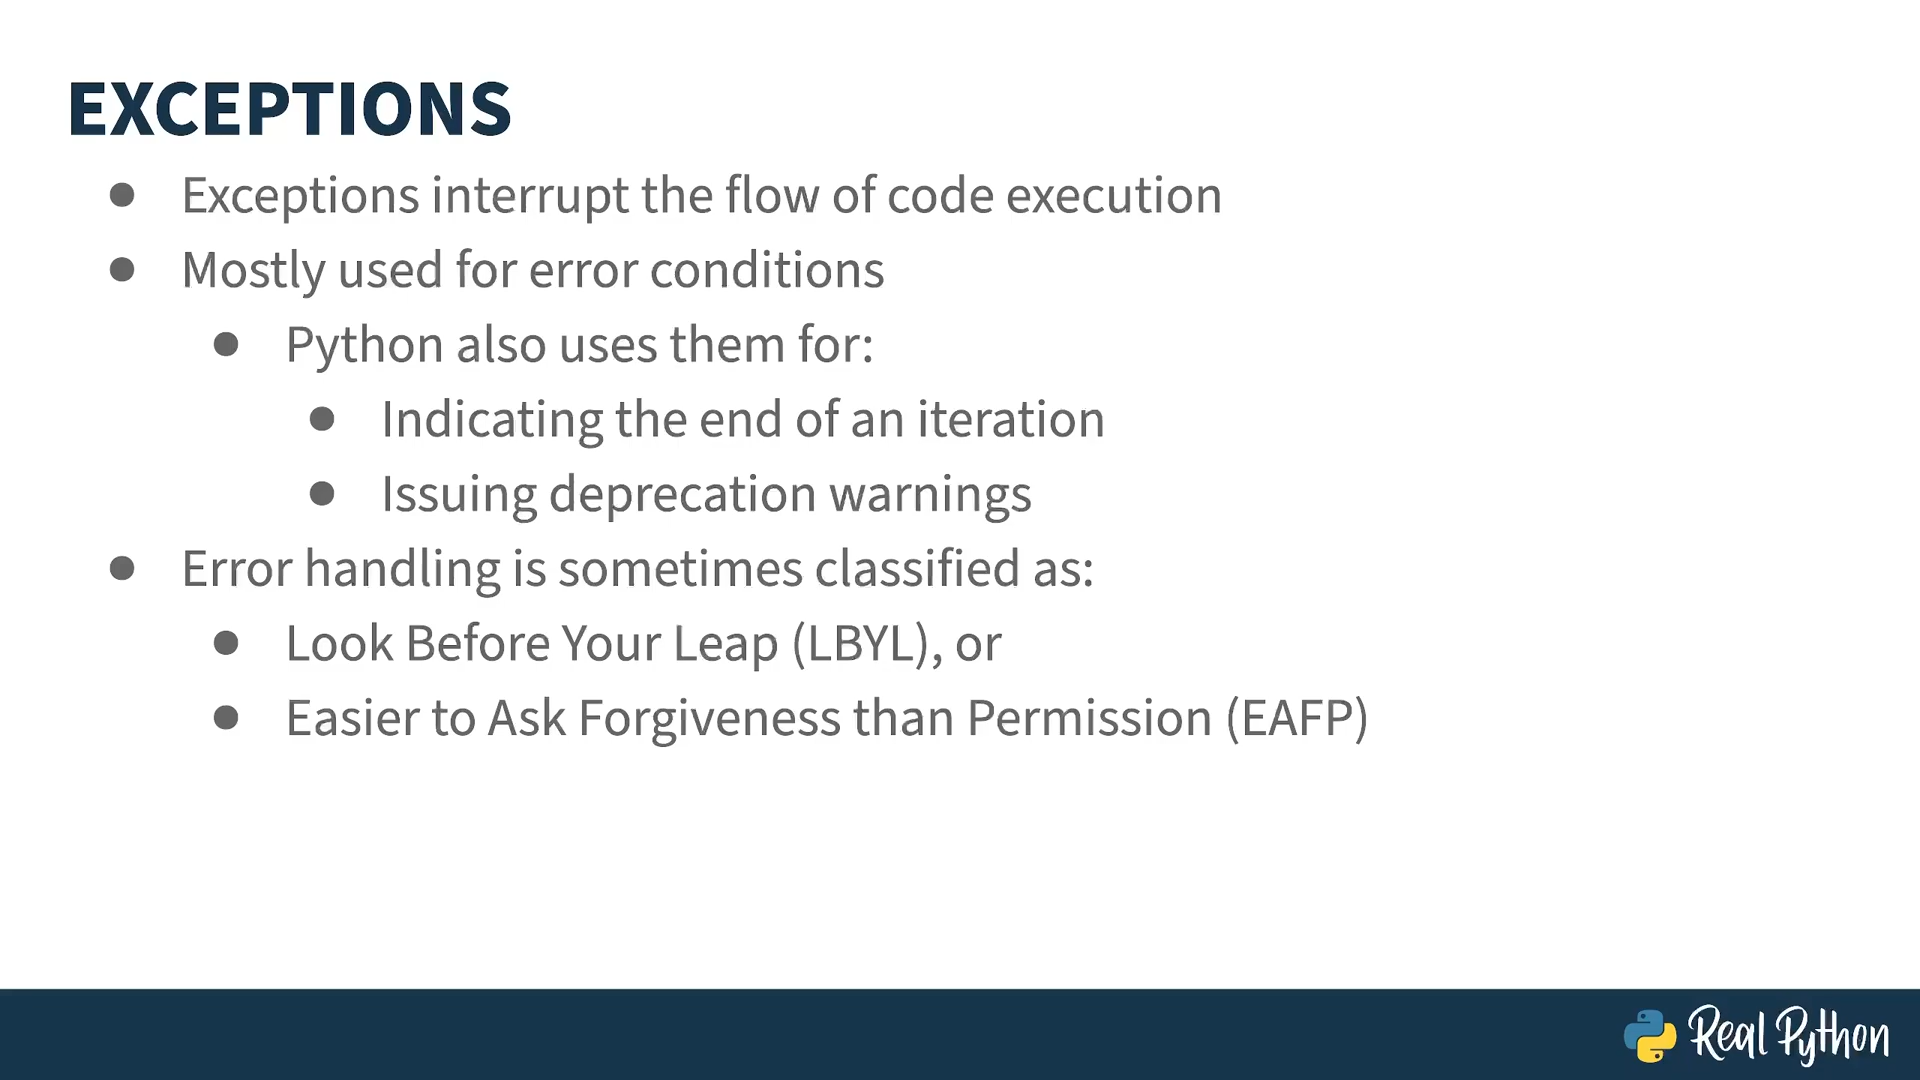 EXCEPTIONS
● Exceptions interrupt the flow of code execution
● Mostly used for error conditions
● Python also uses them for:
● Indicating the end of an iteration
● Issuing deprecation warnings
● Error handling is sometimes classified as:
● Look Before Your Leap (LBYL), or
● Easier to Ask Forgiveness than Permission (EAFP)
Real Python